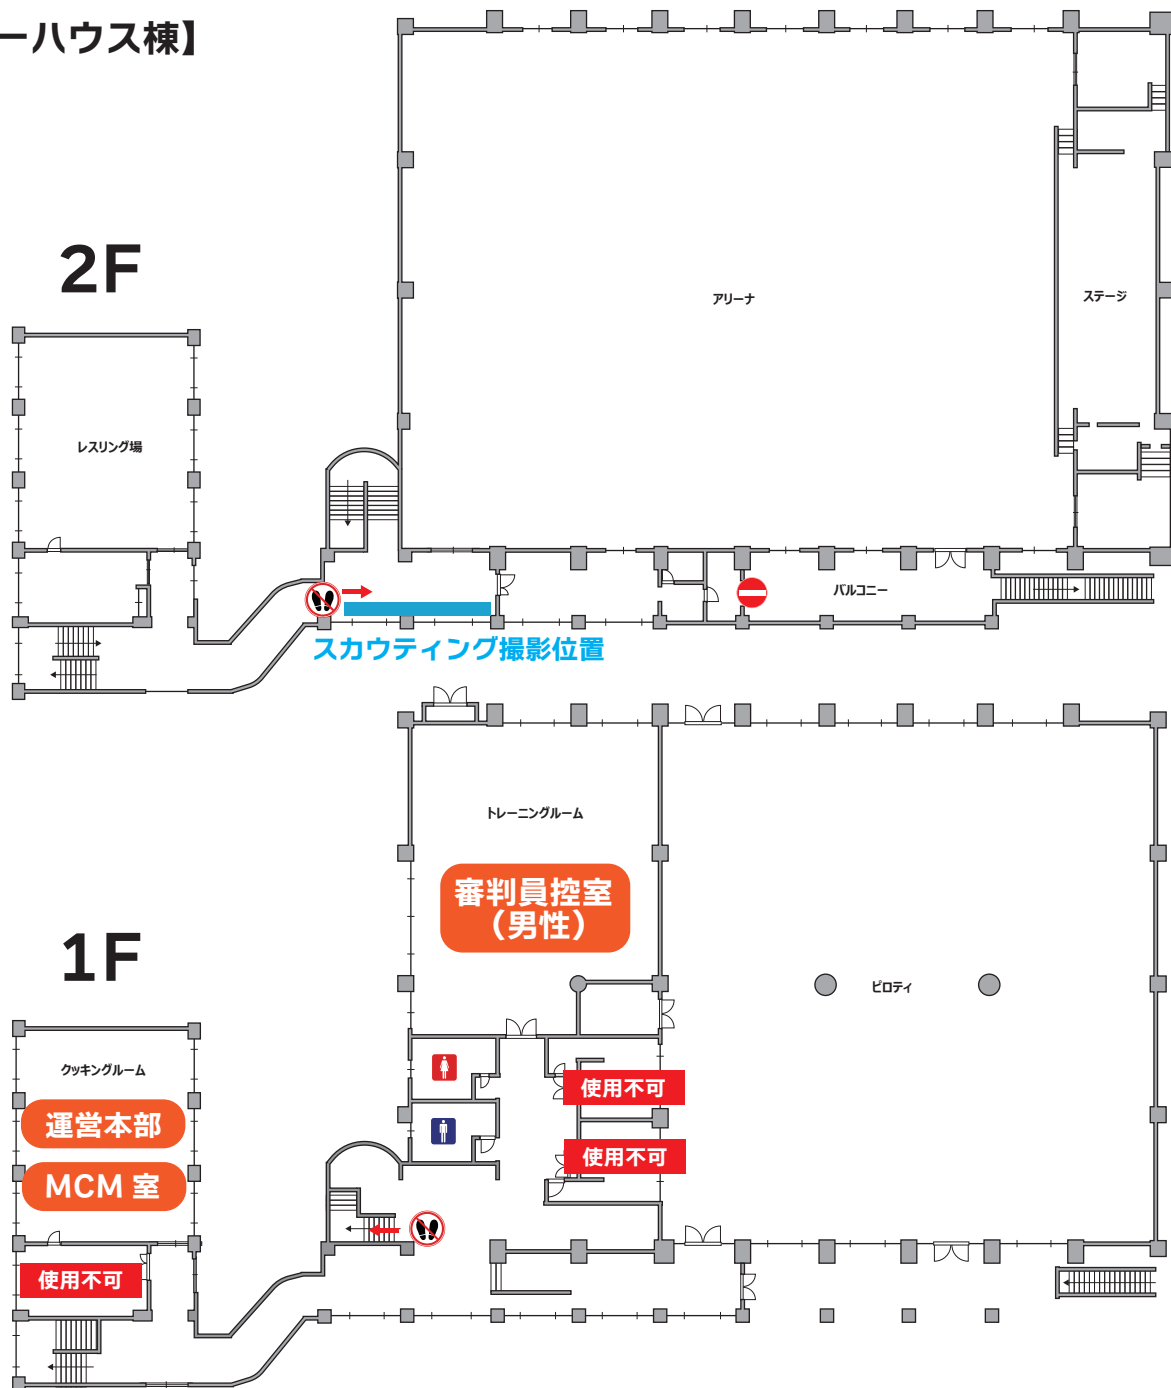 ーハウス棟】
2F
アリーナ
ステージ
レスリング場
バルコニー
スカウティング撮影位置
トレーニングルーム
審判員控室
（男性）
1F
ピロティ
クッキングルーム
使用不可
運営本部
使用不可
MCM 室
使用不可